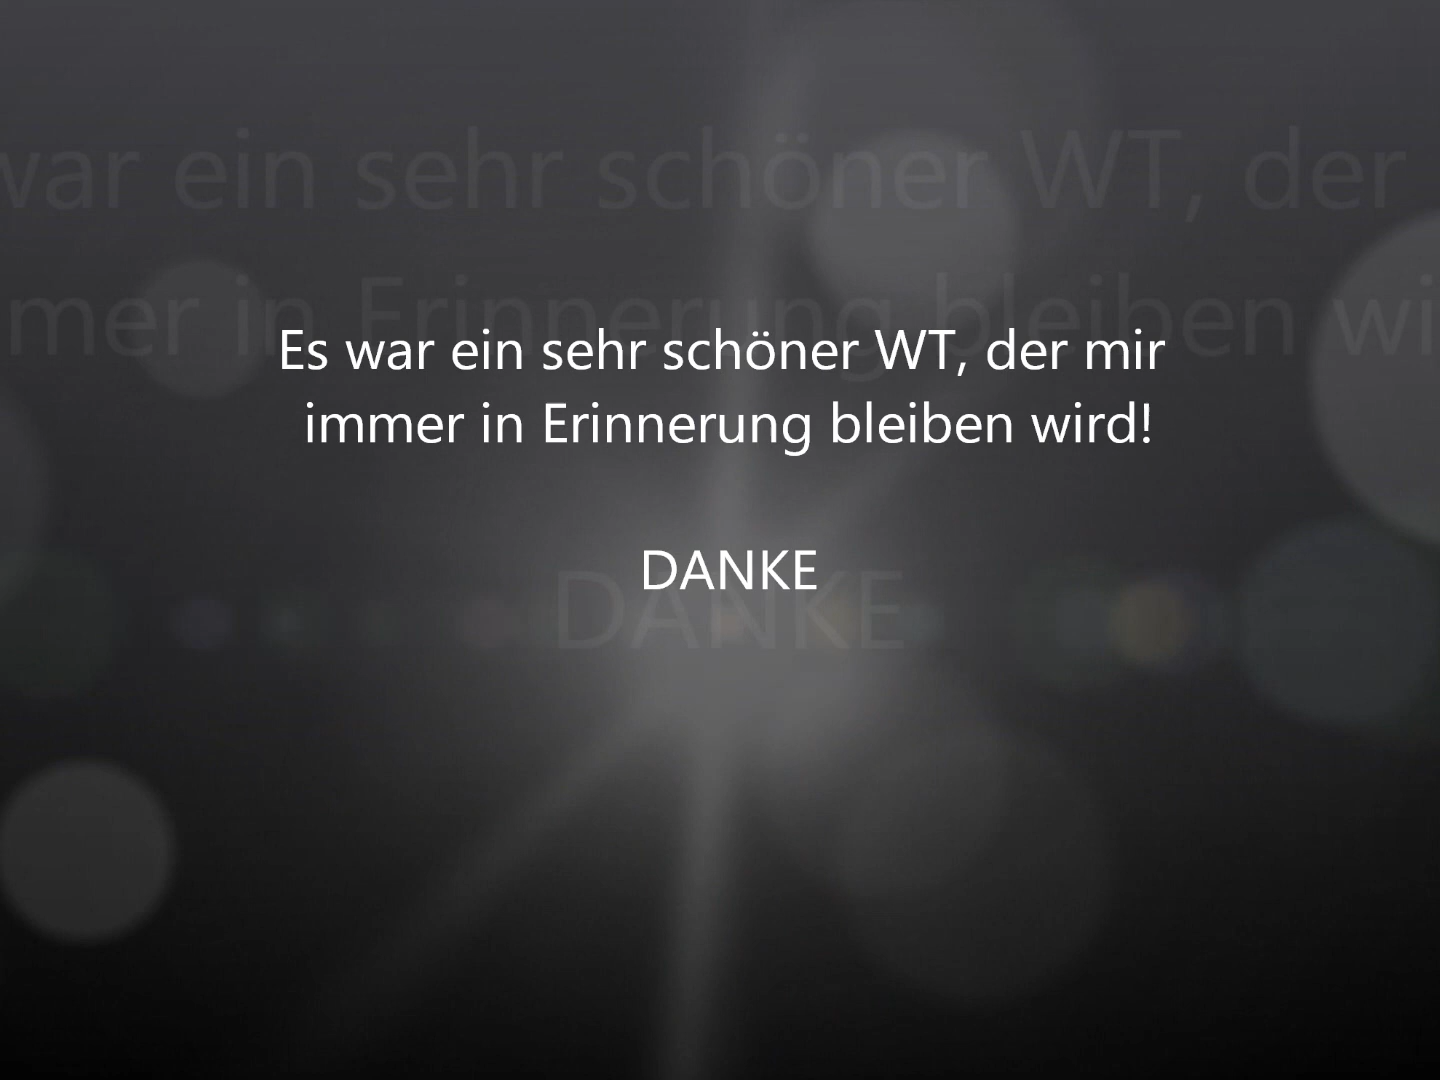 Es war ein sehr schöner WT, der mir
immer in Erinnerung bleiben wird!
DANKE